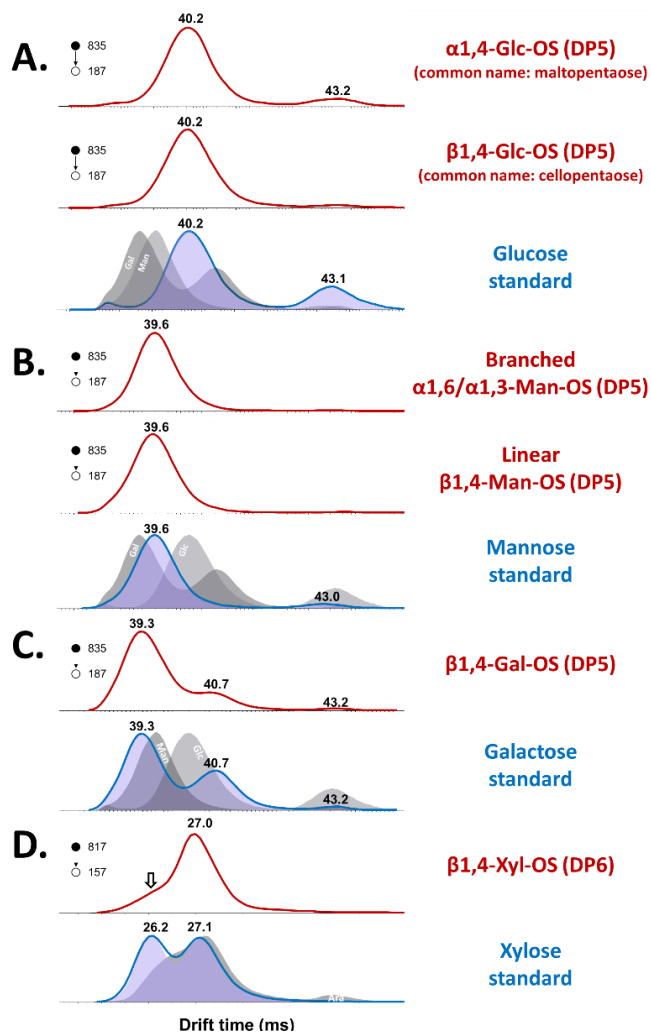 A.
835
187
40.2
43.2
α1,4-Glc-OS (DP5)
(common name: maltopentaose)
835
187
40.2
β1,4-Glc-OS (DP5)
(common name: cellopentaose)
Gal
Man
40.2
43.1
Glucose
standard
B.
835
187
39.6
Branched
α1,6/α1,3-Man-OS (DP5)
835
187
39.6
Linear
β1,4-Man-OS (DP5)
Gal
39.6
Glc
43.0
Mannose
standard
C.
835
187
39.3
40.7
43.2
β1,4-Gal-OS (DP5)
39.3
Man
Glc
40.7
43.2
Galactose
standard
D.
817
157
27.0
β1,4-Xyl-OS (DP6)
26.2
27.1
Ara
Xylose
standard
Drift time (ms)